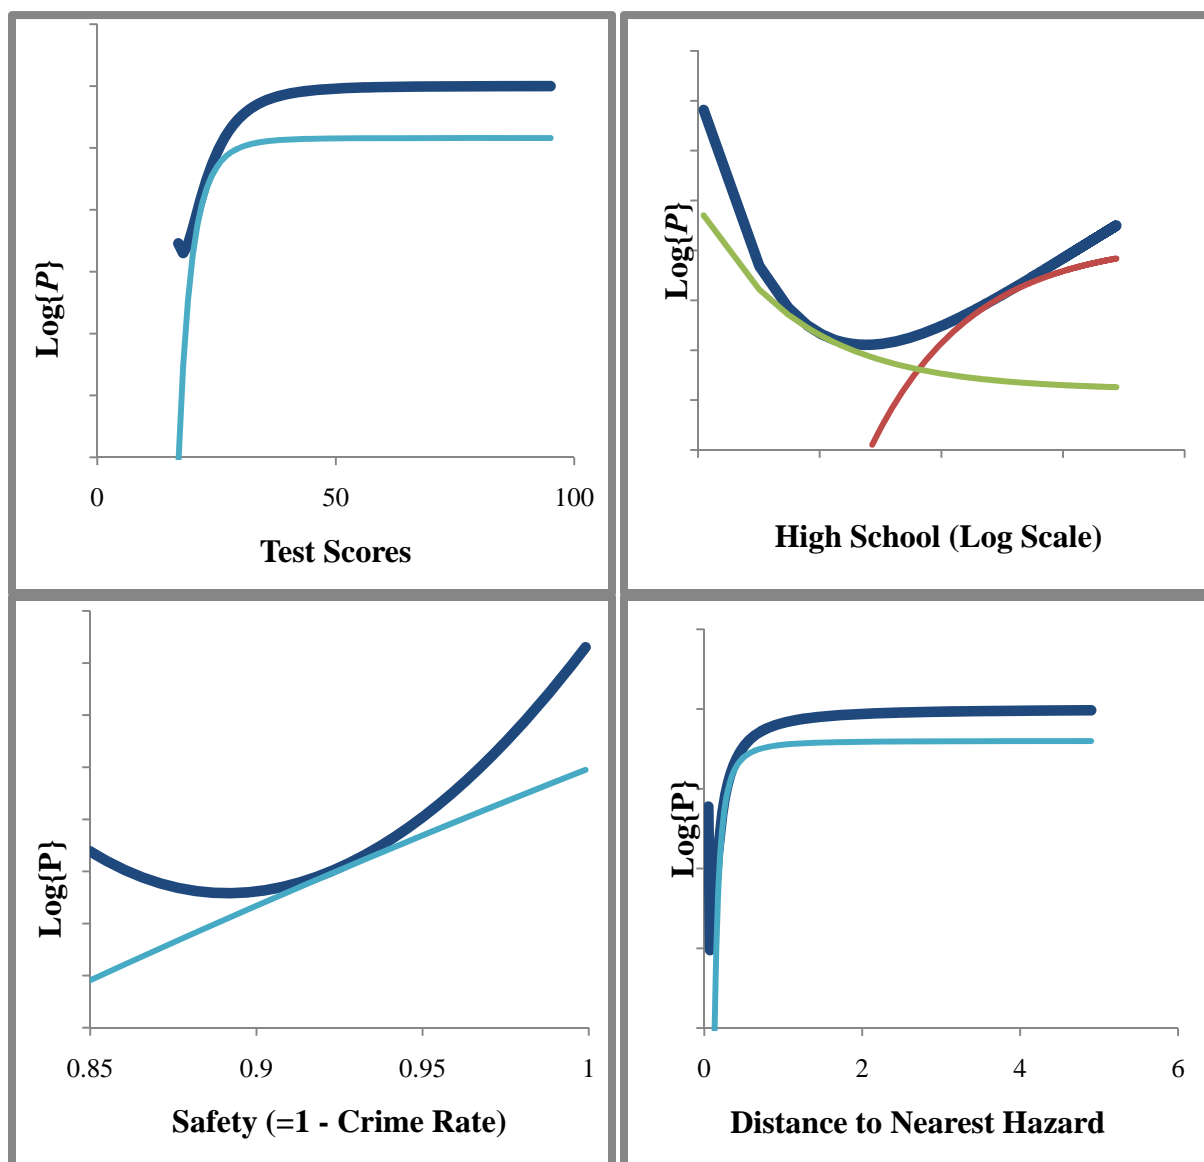 Log{P}
0 50 100
Test Scores
Log{P}
High School (Log Scale)
Log{P}
0.85 0.9 0.95 1
Safety (=1 - Crime Rate)
Log{P}
0 2 4 6
Distance to Nearest Hazard